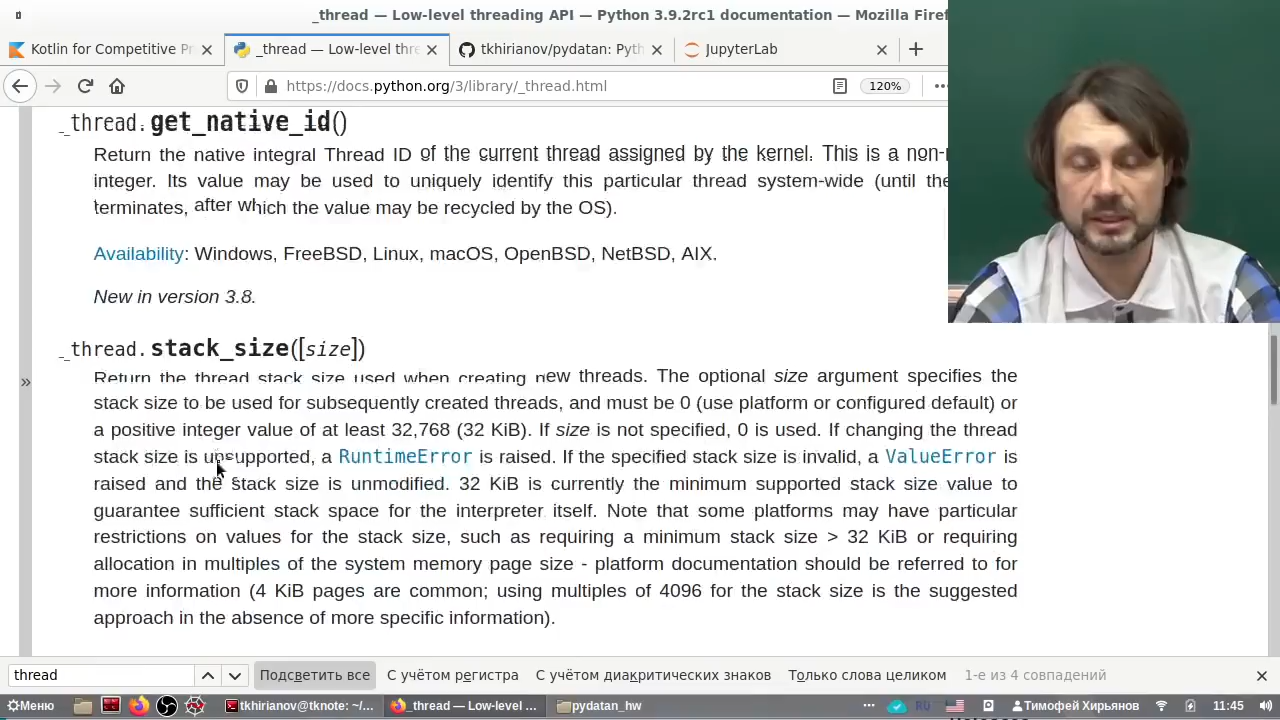 _thread — Low-level threading API — Python 3.9.2rc1 documentation — Mozilla Firef
Kotlin for Competitive Pr
_thread — Low-level thre
tkhirianov/pydatan: Pyth
JupyterLab
https://docs.python.org/3/library/_thread.html
120%
_thread.get_native_id()
Return the native integral Thread ID of the current thread assigned by the kernel. This is a non-
integer. Its value may be used to uniquely identify this particular thread system-wide (until the
terminates, after which the value may be recycled by the OS).
Availability: Windows, FreeBSD, Linux, macOS, OpenBSD, NetBSD, AIX.
New in version 3.8.
_thread.stack_size([size])
Return the thread stack size used when creating new threads. The optional size argument specifies the
stack size to be used for subsequently created threads, and must be 0 (use platform or configured default) or
a positive integer value of at least 32,768 (32 KiB). If size is not specified, 0 is used. If changing the thread
stack size is unsupported, a RuntimeError is raised. If the specified stack size is invalid, a ValueError is
raised and the stack size is unmodified. 32 KiB is currently the minimum supported stack size value to
guarantee sufficient stack space for the interpreter itself. Note that some platforms may have particular
restrictions on values for the stack size, such as requiring a minimum stack size > 32 KiB or requiring
allocation in multiples of the system memory page size - platform documentation should be referred to for
more information (4 KiB pages are common; using multiples of 4096 for the stack size is the suggested
approach in the absence of more specific information).
thread
Подсветить все
С учётом регистра
С учётом диакритических знаков
Только слова целиком
1-е из 4 совпадений
Меню
tkhirianov@tknote: ~/...
_thread — Low-level ...
pydatan_hw
RU
Тимофей Хирьянов
11:45